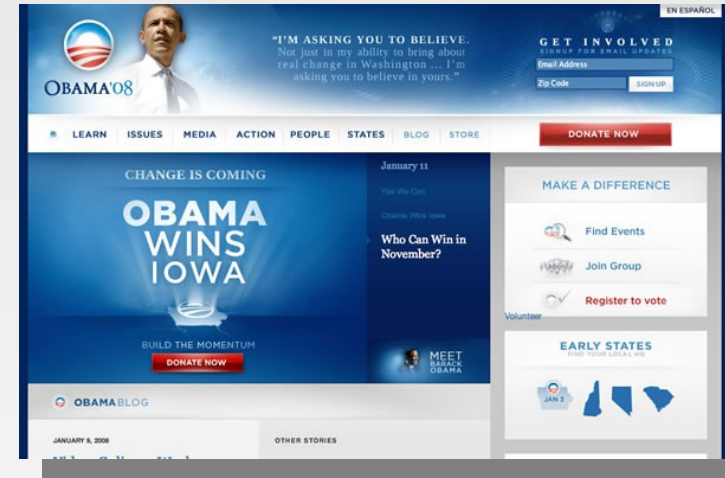 EN ESPAÑOL
OBAMA'08
"I'M ASKING YOU TO BELIEVE.
Not just in my ability to bring about
real change in Washington ... I'm
asking you to believe in yours."
GET INVOLVED
SIGNUP FOR EMAIL UPDATES
Email Address
Zip Code
SIGN UP
LEARN ISSUES MEDIA ACTION PEOPLE STATES BLOG STORE
DONATE NOW
CHANGE IS COMING
OBAMA
WINS
IOWA
BUILD THE MOMENTUM
DONATE NOW
January 11
Yes We Can
Obama Wins Iowa
Who Can Win in
November?
MEET
BARACK
OBAMA
MAKE A DIFFERENCE
Find Events
Join Group
Register to vote
Volunteer
EARLY STATES
FIND YOUR LOCAL HQ
JAN 3
OBAMABLOG
JANUARY 9, 2008
OTHER STORIES